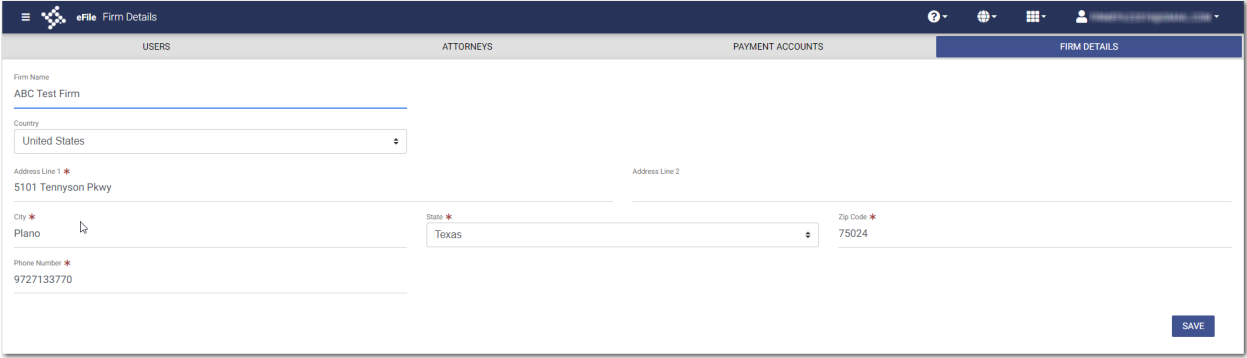 eFile Firm Details
USERS ATTORNEYS PAYMENT ACCOUNTS FIRM DETAILS
Firm Name
ABC Test Firm
Country
United States
Address Line 1 * Address Line 2
5101 Tennyson Pkwy
City * State * Zip Code *
Plano Texas 75024
Phone Number *
9727133770
SAVE